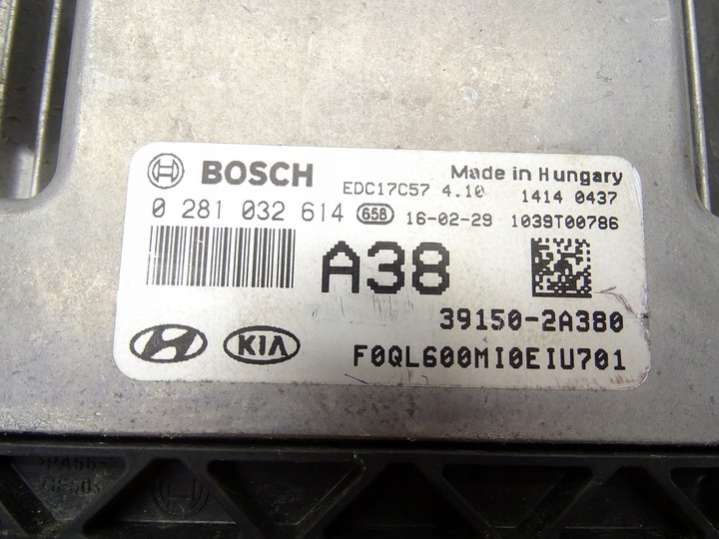 BOSCH Made in Hungary
EDC17C57 4.10 1414 0437
0 281 032 614 658 16-02-29 1039T00786
A38
39150-2A380
KIA F0QL600MI0EIU701